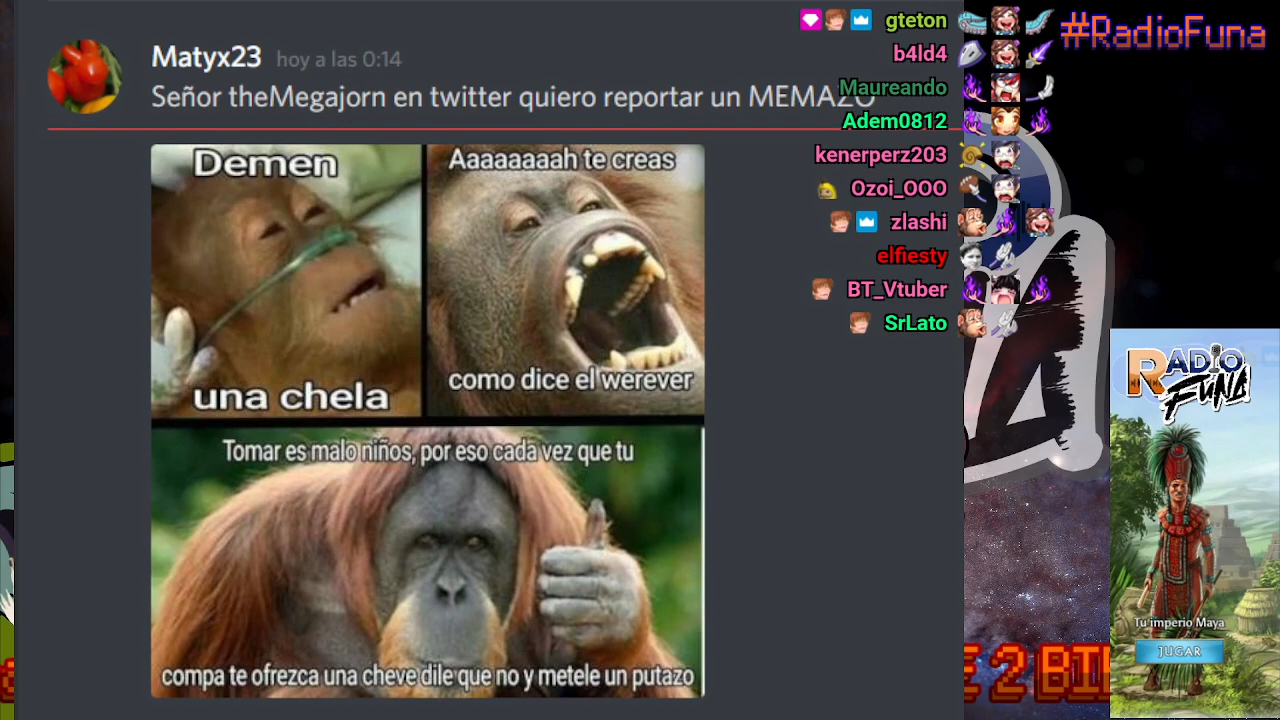 Matyx23 hoy a las 0:14
Señor theMegajorn en twitter quiero reportar un MEMAZO
Demen
una chela
Aaaaaaaah te creas
como dice el werever
Tomar es malo niños, por eso cada vez que tu
compa te ofrezca una cheve dile que no y metele un putazo
gteton
b4ld4
Maureando
Adem0812
kenerperz203
Ozoi_OOO
zlashi
elfiesty
BT_Vtuber
SrLato
#RadioFuna
RADIO
FUNA
Tu imperio Maya
JUGAR
E 2 BIT